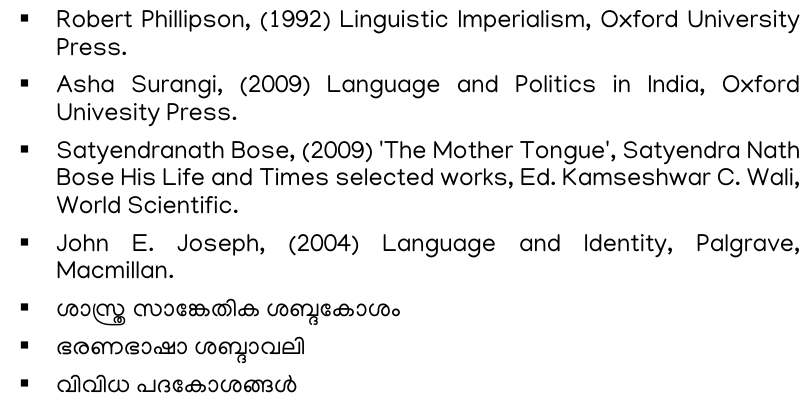 ▪ Robert Phillipson, (1992) Linguistic Imperialism, Oxford University
Press.
▪ Asha Surangi, (2009) Language and Politics in India, Oxford
Univesity Press.
▪ Satyendranath Bose, (2009) 'The Mother Tongue', Satyendra Nath
Bose His Life and Times selected works, Ed. Kamseshwar C. Wali,
World Scientific.
▪ John E. Joseph, (2004) Language and Identity, Palgrave,
Macmillan.
▪ ശാസ്ത്ര സാങ്കേതിക ശബ്ദകോശം
▪ ഭരണഭാഷാ ശബ്ദാവലി
▪ വിവിധ പദകോശങ്ങൾ